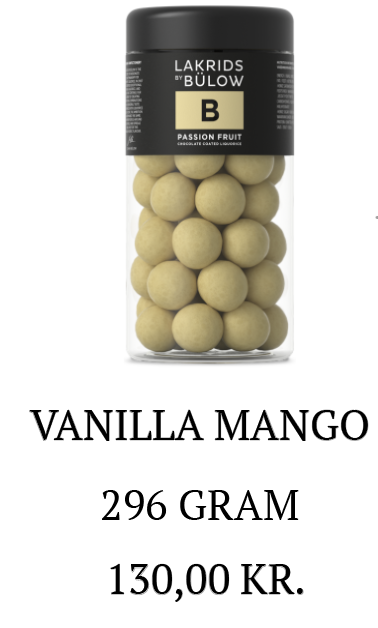 LAKRIDS
BY BÜLOW
B
PASSION FRUIT
CHOCOLATE COATED LIQUORICE
VANILLA MANGO
296 GRAM
130,00 KR.